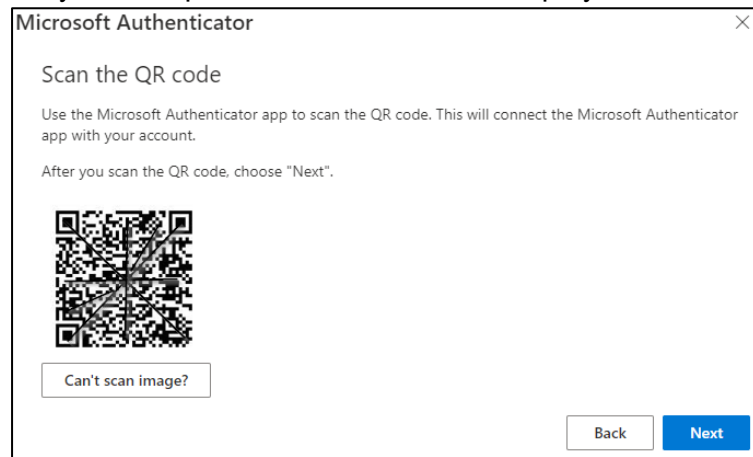 Microsoft Authenticator
Scan the QR code
Use the Microsoft Authenticator app to scan the QR code. This will connect the Microsoft Authenticator
app with your account.
After you scan the QR code, choose "Next".
Can't scan image?
Back
Next